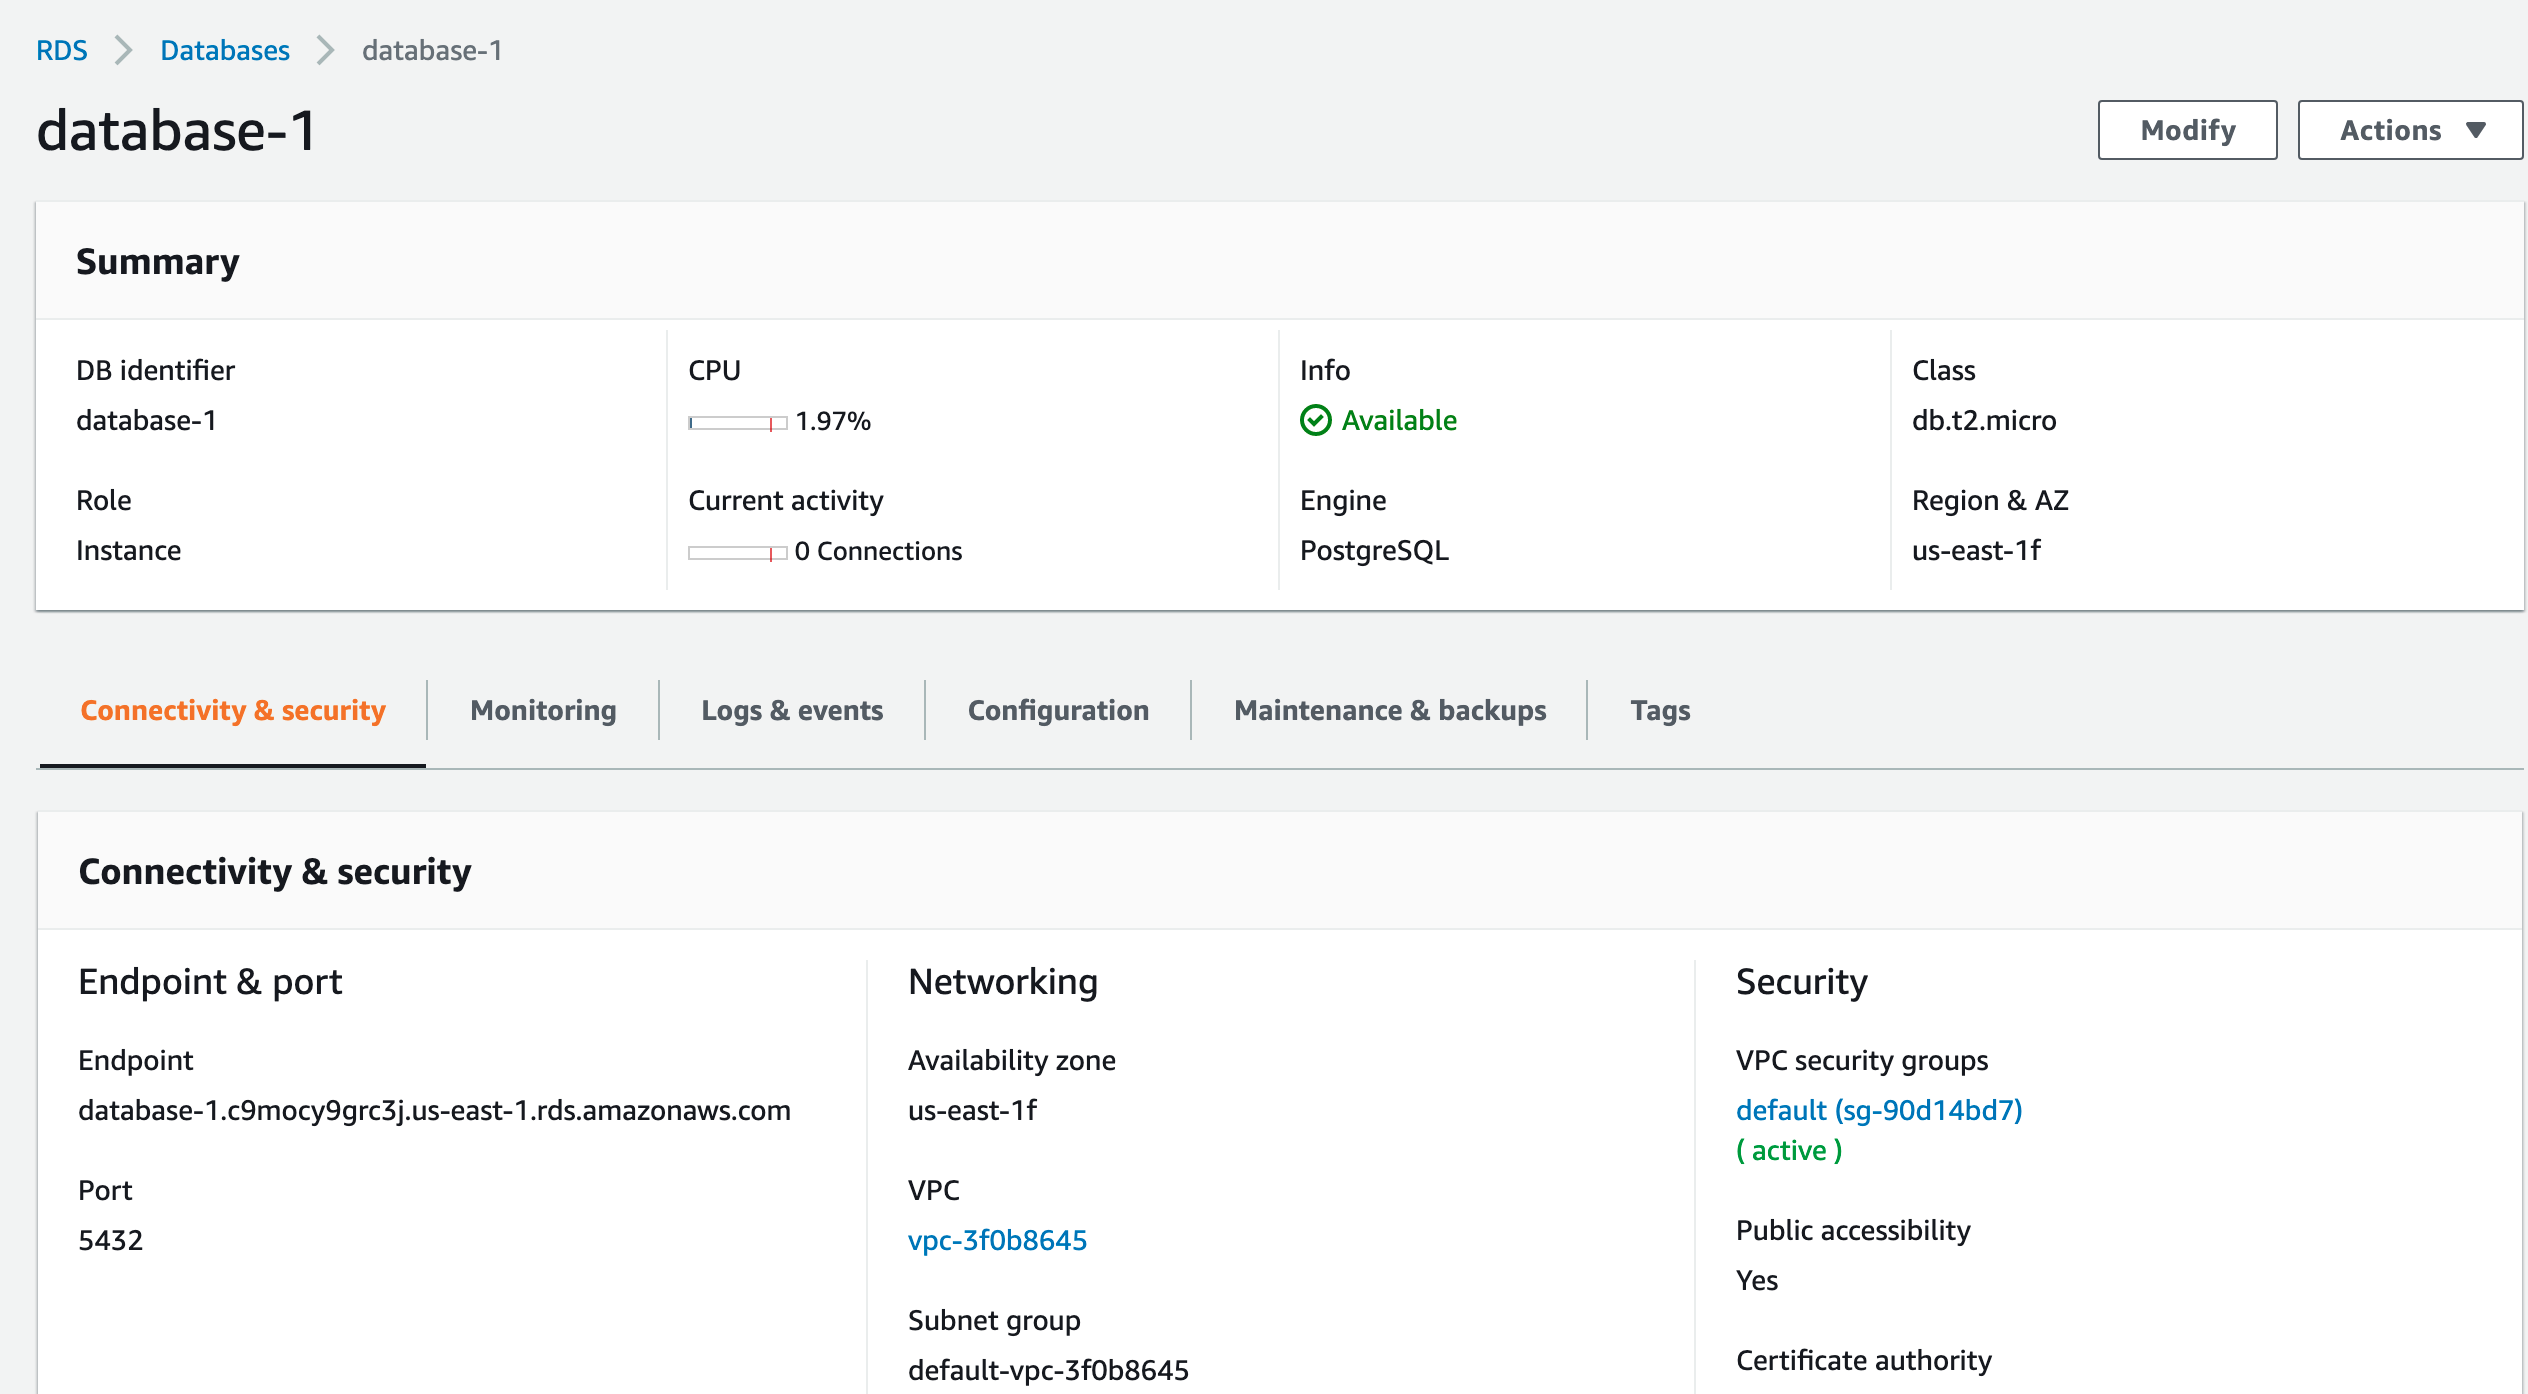 RDS > Databases > database-1
database-1
Modify
Actions
Summary
DB identifier
database-1
CPU
1.97%
Info
Available
Class
db.t2.micro
Role
Instance
Current activity
0 Connections
Engine
PostgreSQL
Region & AZ
us-east-1f
Connectivity & security
Monitoring
Logs & events
Configuration
Maintenance & backups
Tags
Connectivity & security
Endpoint & port
Endpoint
database-1.c9mocy9grc3j.us-east-1.rds.amazonaws.com
Port
5432
Networking
Availability zone
us-east-1f
VPC
vpc-3f0b8645
Subnet group
default-vpc-3f0b8645
Security
VPC security groups
default (sg-90d14bd7)
( active )
Public accessibility
Yes
Certificate authority